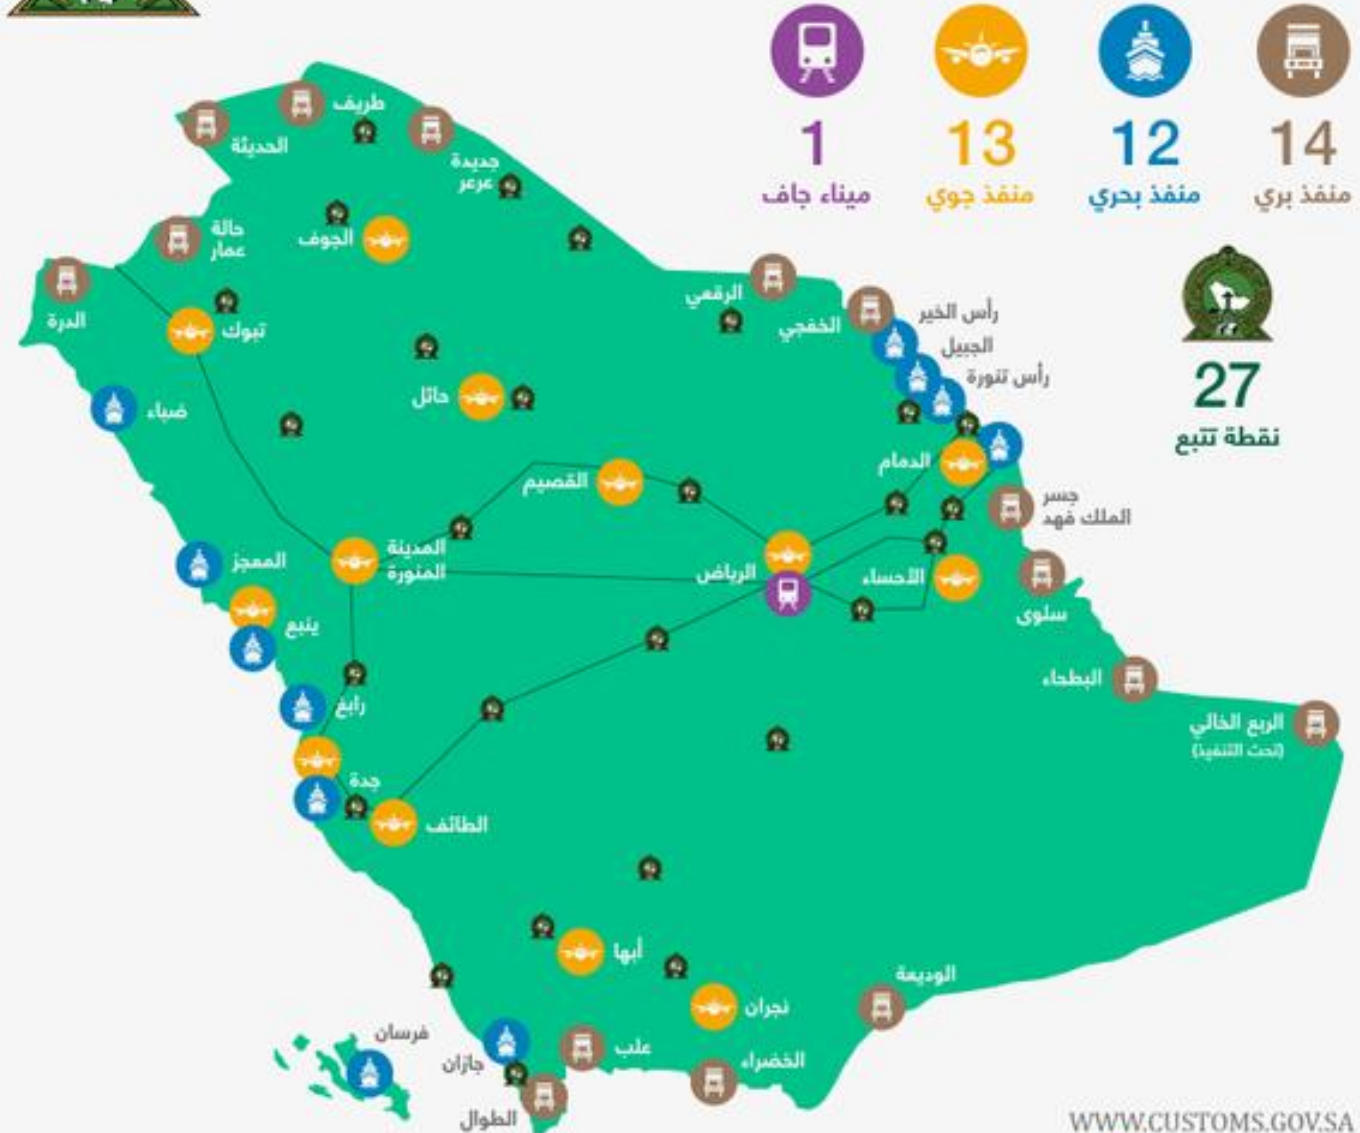 14
منفذ بري
12
منفذ بحري
13
منفذ جوي
1
ميناء جاف
27
نقطة تتبع
طريف
الحديثة
جديدة
عرعر
حالة
عمار
الجوف
الدرة
تبوك
الرقعي
الخفجي
رأس الخير
الجبيل
رأس تنورة
ضباء
حائل
القصيم
الدمام
جسر
الملك فهد
المعجز
المدينة
المنورة
الرياض
الأحساء
سلوى
ينبع
البطحاء
رابغ
الربع الخالي
(تحت التنفيذ)
جدة
الطائف
أبها
نجران
الوديعة
فرسان
جازان
علب
الخضراء
الطوال
WWW.CUSTOMS.GOV.SA